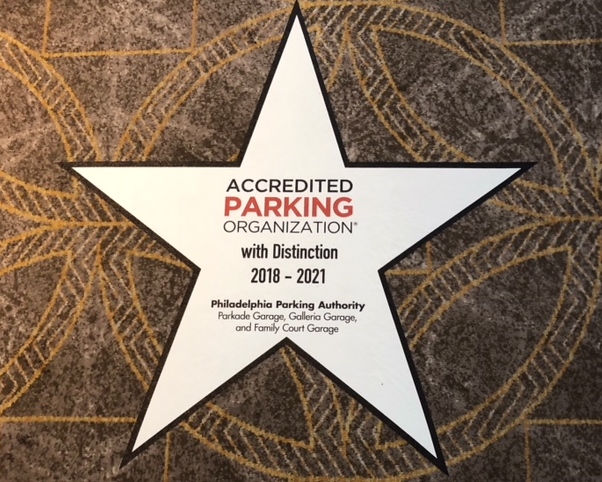 ACCREDITED
PARKING
ORGANIZATION®
with Distinction
2018 – 2021
Philadelphia Parking Authority
Parkade Garage, Galleria Garage,
and Family Court Garage